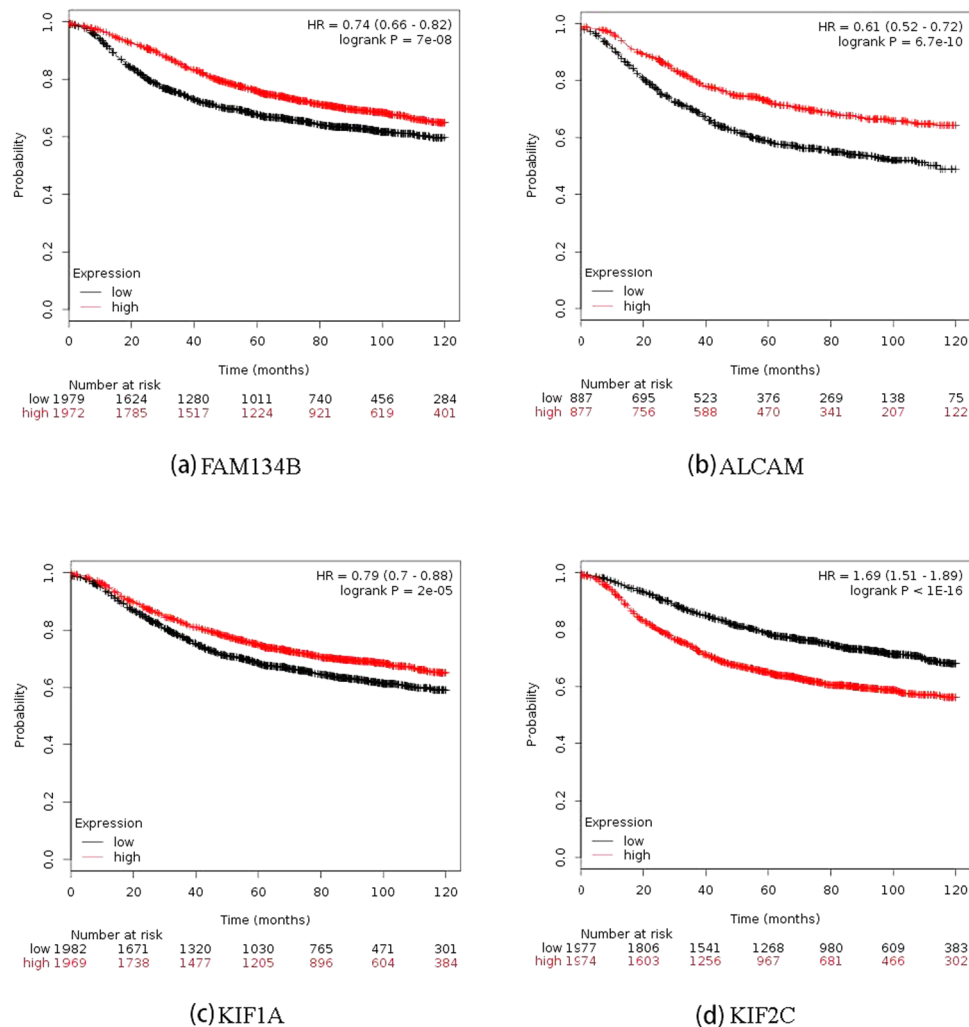 HR = 0.74 (0.66 - 0.82)
logrank P = 7e-08
Probability
1.0
0.8
0.6
0.4
0.2
0.0
Expression
low
high
0 20 40 60 80 100 120
Time (months)
Number at risk
low 1979 1624 1280 1011 740 456 284
high 1972 1785 1517 1224 921 619 401
(a) FAM134B
HR = 0.61 (0.52 - 0.72)
logrank P = 6.7e-10
Probability
1.0
0.8
0.6
0.4
0.2
0.0
Expression
low
high
0 20 40 60 80 100 120
Time (months)
Number at risk
low 887 695 523 376 269 138 75
high 877 756 588 470 341 207 122
(b) ALCAM
HR = 0.79 (0.7 - 0.88)
logrank P = 2e-05
Probability
1.0
0.8
0.6
0.4
0.2
0.0
Expression
low
high
0 20 40 60 80 100 120
Time (months)
Number at risk
low 1982 1671 1320 1030 765 471 301
high 1969 1738 1477 1205 896 604 384
(c) KIF1A
HR = 1.69 (1.51 - 1.89)
logrank P < 1E-16
Probability
1.0
0.8
0.6
0.4
0.2
0.0
Expression
low
high
0 20 40 60 80 100 120
Time (months)
Number at risk
low 1977 1806 1541 1268 980 609 383
high 1974 1603 1256 967 681 466 302
(d) KIF2C